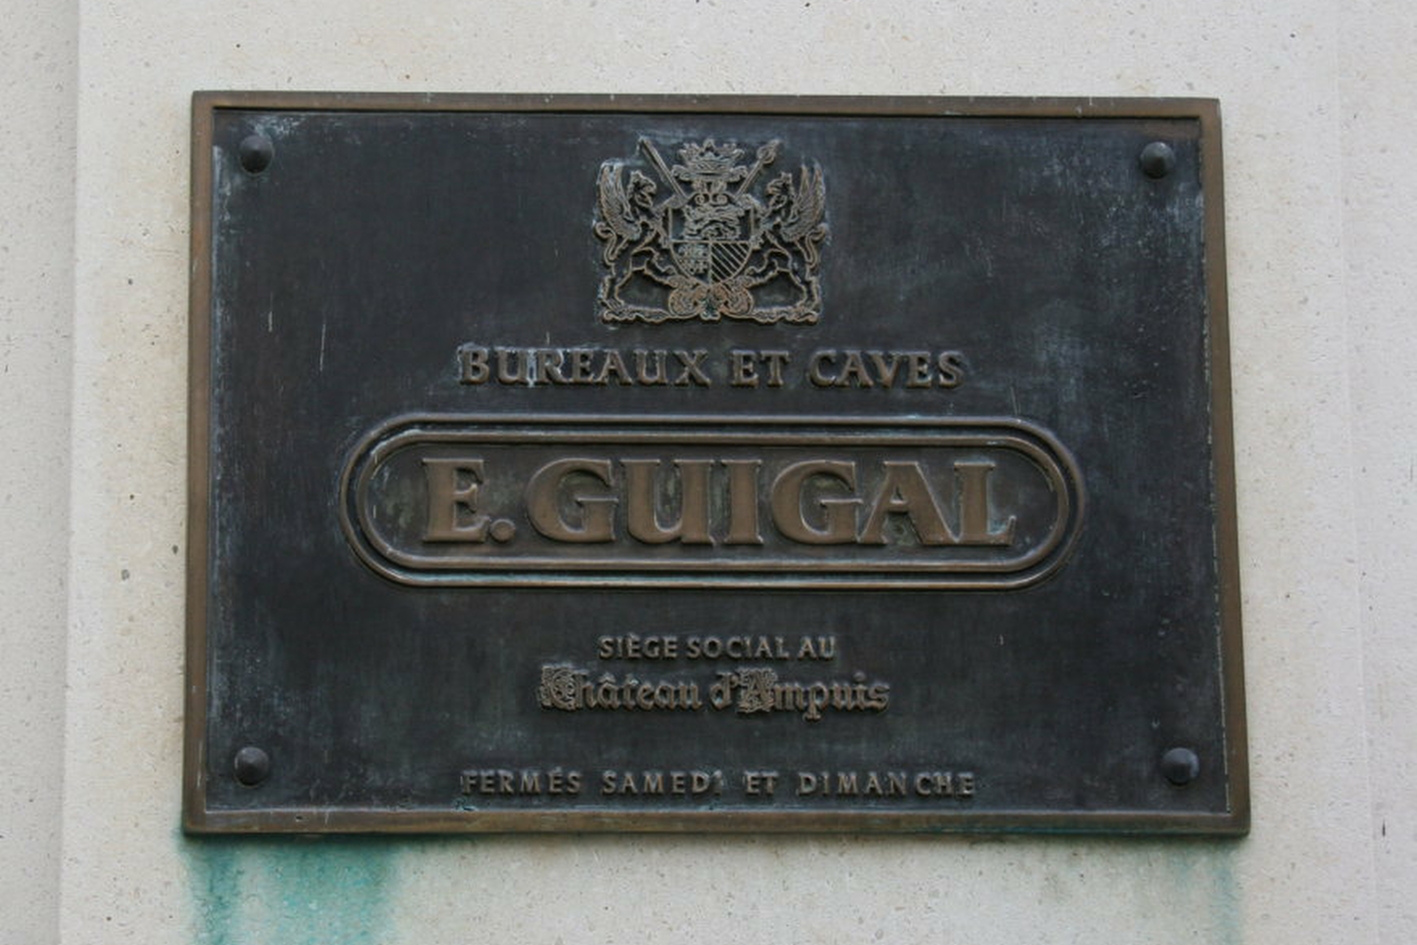 BUREAUX ET CAVES
E. GUIGAL
SIÈGE SOCIAL AU
Château d'Ampuis
FERMÉS SAMEDI ET DIMANCHE